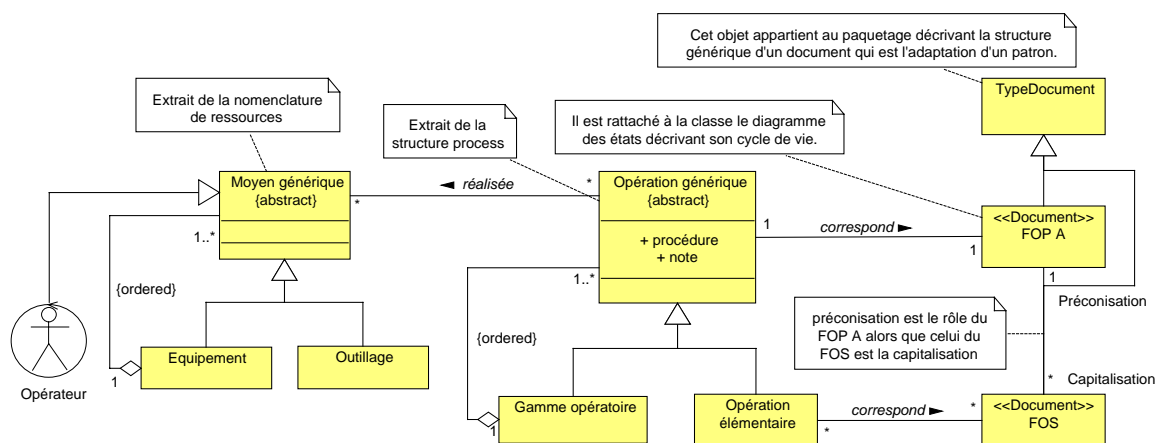 Cet objet appartient au paquetage décrivant la structure
générique d'un document qui est l'adaptation d'un patron.
TypeDocument
Extrait de la nomenclature
de ressources
Extrait de la
structure process
Il est rattaché à la classe le diagramme
des états décrivant son cycle de vie.
Moyen générique
{abstract}
réalisée
*
*
Opération générique
{abstract}
+ procédure
+ note
1
correspond
1
<<Document>>
FOP A
1
1..*
{ordered}
1..*
{ordered}
Préconisation
préconisation est le rôle du
FOP A alors que celui du
FOS est la capitalisation
Opérateur
1
Equipement
Outillage
*
Capitalisation
1
Gamme opératoire
Opération
élémentaire
*
correspond
*
<<Document>>
FOS